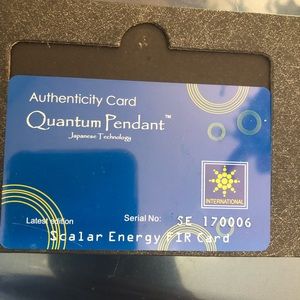 Authenticity Card
Quantum Pendant™
Japanese Technology
INTERNATIONAL
Latest edition
Serial No: SE 170006
Scalar Energy FIR Card